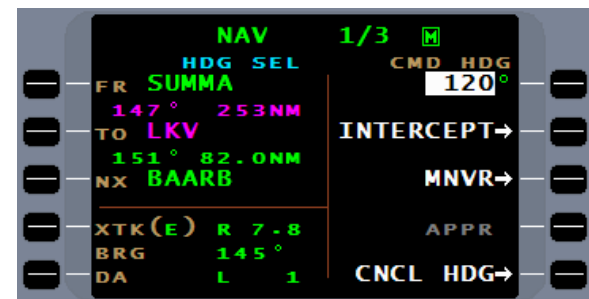 NAV 1/3 M
HDG SEL CMD HDG
FR SUMMA 120°
147° 253NM
TO LKV INTERCEPT→
151° 82.0NM
NX BAARB MNVR→
XTK(E) R 7.8 APPR
BRG 145°
DA L 1 CNCL HDG→